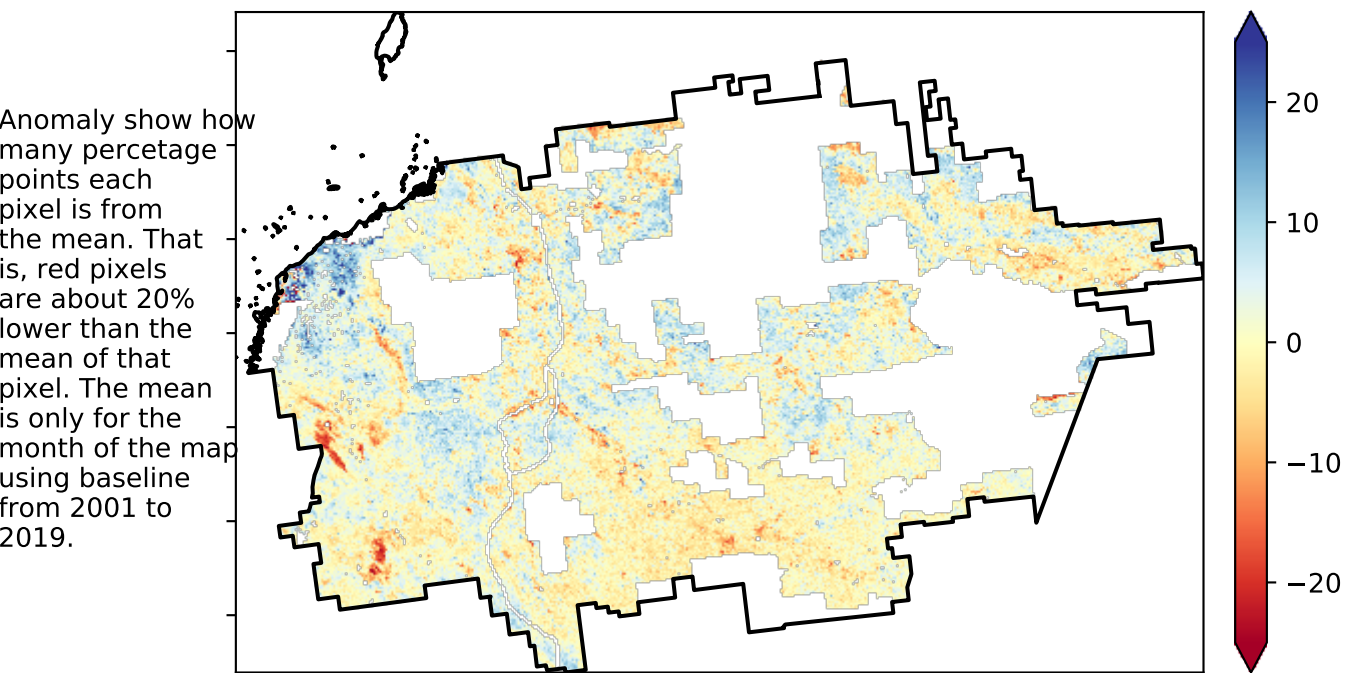 Anomaly show how
many percetage
points each
pixel is from
the mean. That
is, red pixels
are about 20%
lower than the
mean of that
pixel. The mean
is only for the
month of the map
using baseline
from 2001 to
2019.
20
10
0
−10
−20